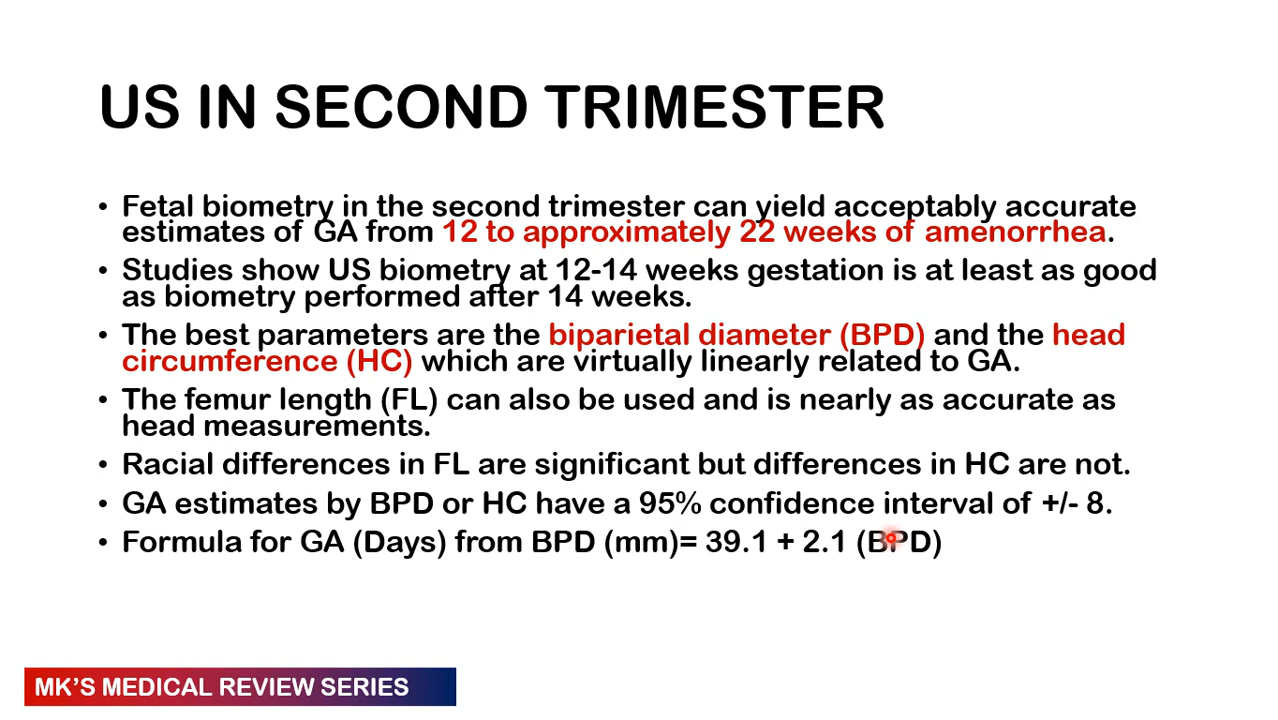 US IN SECOND TRIMESTER
• Fetal biometry in the second trimester can yield acceptably accurate
estimates of GA from 12 to approximately 22 weeks of amenorrhea.
• Studies show US biometry at 12-14 weeks gestation is at least as good
as biometry performed after 14 weeks.
• The best parameters are the biparietal diameter (BPD) and the head
circumference (HC) which are virtually linearly related to GA.
• The femur length (FL) can also be used and is nearly as accurate as
head measurements.
• Racial differences in FL are significant but differences in HC are not.
• GA estimates by BPD or HC have a 95% confidence interval of +/- 8.
• Formula for GA (Days) from BPD (mm)= 39.1 + 2.1 (BPD)
MK'S MEDICAL REVIEW SERIES